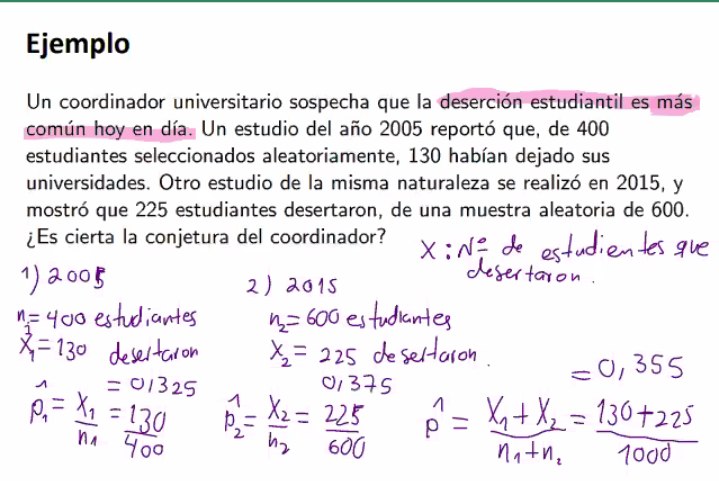 Ejemplo
Un coordinador universitario sospecha que la deserción estudiantil es más
común hoy en día. Un estudio del año 2005 reportó que, de 400
estudiantes seleccionados aleatoriamente, 130 habían dejado sus
universidades. Otro estudio de la misma naturaleza se realizó en 2015, y
mostró que 225 estudiantes desertaron, de una muestra aleatoria de 600.
¿Es cierta la conjetura del coordinador?
X : Nº de estudientes que
desertaron.
1) 2005
n₁= 400 estudiantes
X₁= 130 desertaron
p̂₁ = X₁/n₁ = 130/400 = 0,325
2) 2015
n₂= 600 estudiantes
X₂= 225 desertaron.
p̂₂ = X₂/n₂ = 225/600 0,375
p̂ = X₁+X₂/n₁+n₂ = 130+225/1000 = 0,355